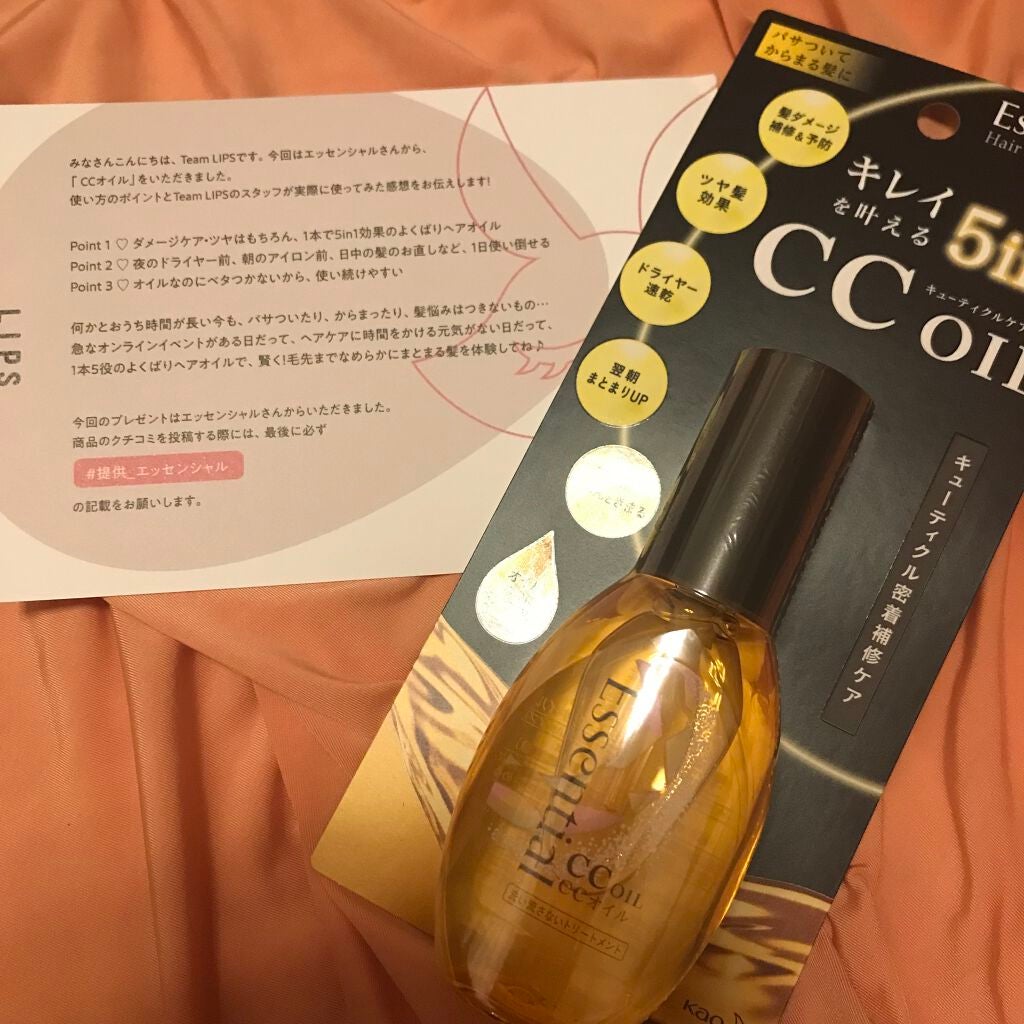 みなさんこんにちは、Team LIPSです。今回はエッセンシャルさんから、
「CCオイル」をいただきました。
使い方のポイントとTeam LIPSのスタッフが実際に使ってみた感想をお伝えします!
Point 1 ♡ ダメージケア・ツヤはもちろん、1本で5in1効果のよくばりヘアオイル
Point 2 ♡ 夜のドライヤー前、朝のアイロン前、日中の髪のお直しなど、1日使い倒せる
Point 3 ♡ オイルなのにベタつかないから、使い続けやすい
何かとおうち時間が長い今も、パサついたり、からまったり、髪悩みはつきないもの…
急なオンラインイベントがある日だって、ヘアケアに時間をかける元気がない日だって、
1本5役のよくばりヘアオイルで、賢く!毛先までなめらかにまとまる髪を体験してね♪
今回のプレゼントはエッセンシャルさんからいただきました。
商品のクチコミを投稿する際には、最後に必ず
#提供_エッセンシャル
の記載をお願いします。
LIPS
パサついて
からまる髪に
髪ダメージ
補修&予防
ツヤ髪
効果
ドライヤー
速乾
翌朝
まとまりUP
Es
Hair
キレイ
を叶える
5in
キューティクルケア
CC OIL
キューティクル密着補修ケア
Essential
CC OIL
CCオイル
洗い流さないトリートメント
Kao